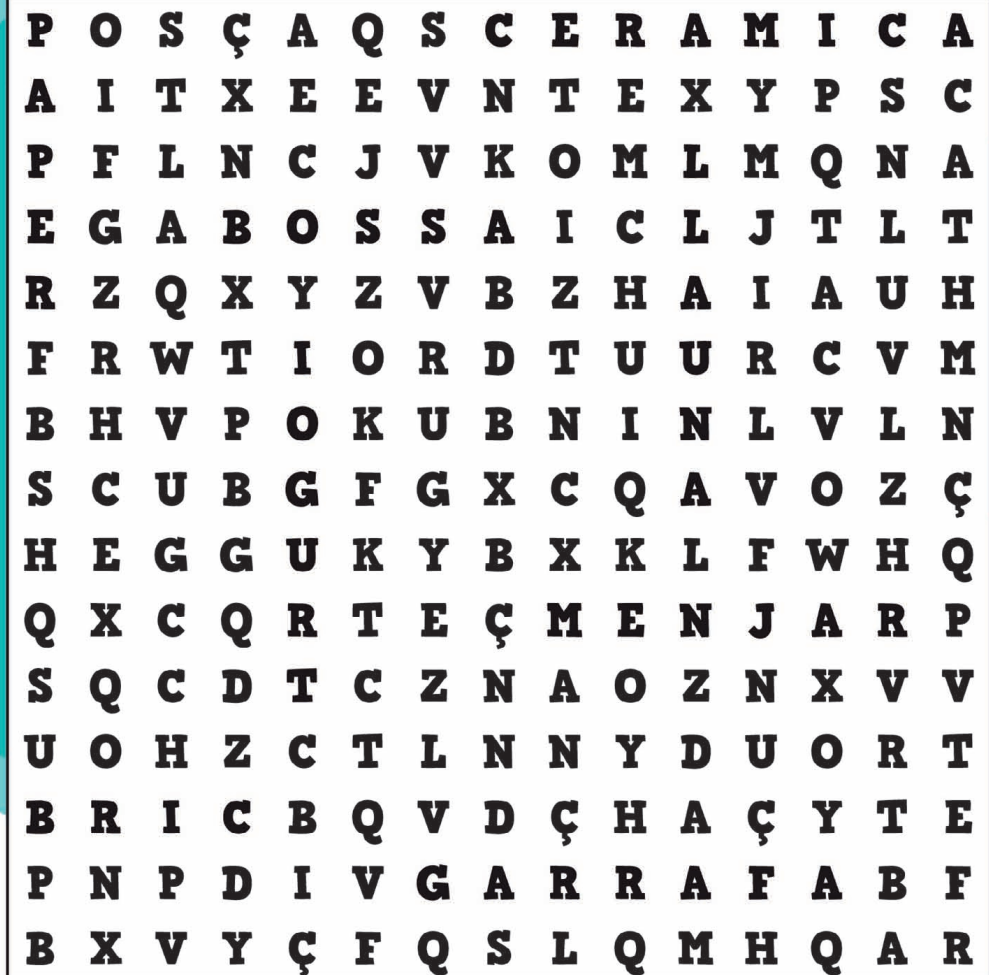 P O S Ç A Q S C E R A M I C A
A I T X E E V N T E X Y P S C
P F L N C J V K O M L M Q N A
E G A B O S S A I C L J T L T
R Z Q X Y Z V B Z H A I A U H
F R W T I O R D T U U R C V M
B H V P O K U B N I N L V L N
S C U B G F G X C Q A V O Z Ç
H E G G U K Y B X K L F W H Q
Q X C Q R T E Ç M E N J A R P
S Q C D T C Z N A O Z N X V V
U O H Z C T L N N Y D U O R T
B R I C B Q V D Ç H A Ç Y T E
P N P D I V G A R R A F A B F
B X V Y Ç F Q S L Q M H Q A R